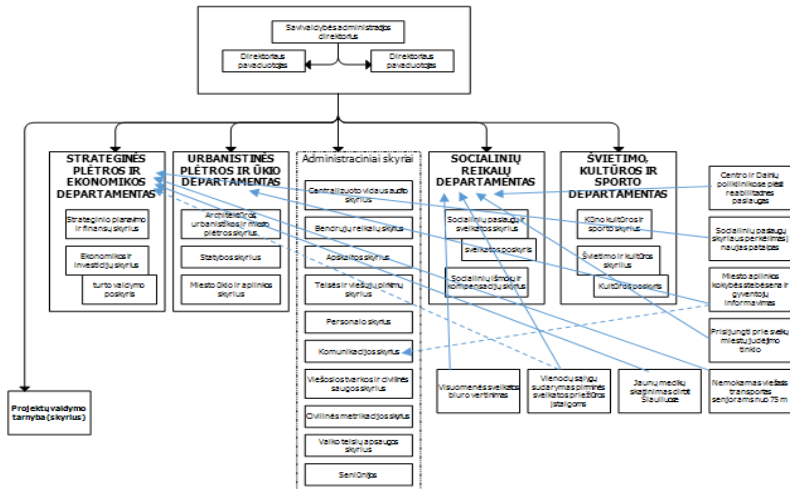 Savivaldybės administracijos
direktorius
Direktoriaus
pavaduotojas
Direktoriaus
pavaduotojas
STRATEGINĖS
PLĖTROS IR
EKONOMIKOS
DEPARTAMENTAS
Strateginio planavimo
ir finansų skyrius
Ekonomikos ir
investicijų skyrius
turto valdymo
poskyris
URBANISTINĖS
PLĖTROS IR ŪKIO
DEPARTAMENTAS
Architektūros,
urbanistikos ir miesto
plėtros skyrius
Statybos skyrius
Miesto ūkio ir aplinkos
skyrius
Administraciniai skyriai
Centralizuoto vidaus audito
skyrius
Bendrųjų reikalų skyrius
Apskaitos skyrius
Teisės ir viešųjų pirkimų
skyrius
Personalo skyrius
Komunikacijos skyrius
Viešosios tvarkos ir civilinės
saugos skyrius
Civilinės metrikacijos skyrius
Vaiko teisių apsaugos
skyrius
Seniūnijos
SOCIALINIŲ
REIKALŲ
DEPARTAMENTAS
Socialinių paslaugų ir
sveikatos skyrius
sveikatos poskyris
Socialinių išmokų ir
kompensacijų skyrius
ŠVIETIMO,
KULTŪROS IR
SPORTO
DEPARTAMENTAS
Kūno kultūros ir
sporto skyrius
Švietimo ir kultūros
skyrius
Kultūros poskyris
Centro ir Dainų
poliklinikose plėsti
reabilitacines
paslaugas
Socialinių paslaugų
skyriaus perkėlimas į
naujas patalpas
Miesto aplinkos
kokybės stebėsena ir
gyventojų
informavimas
Prisijungti prie sveikų
miestų judėjimo
tinklo
Projektų valdymo
tarnyba (skyrius)
Visuomenės sveikatos
biuro vertinimas
Vienodų sąlygų
sudarymas pirminės
sveikatos priežiūros
įstaigoms
Jaunų medikų
skatinimas dirbti
Šiauliuose
Nemokamas viešasis
transportas
senjorams nuo 75 m